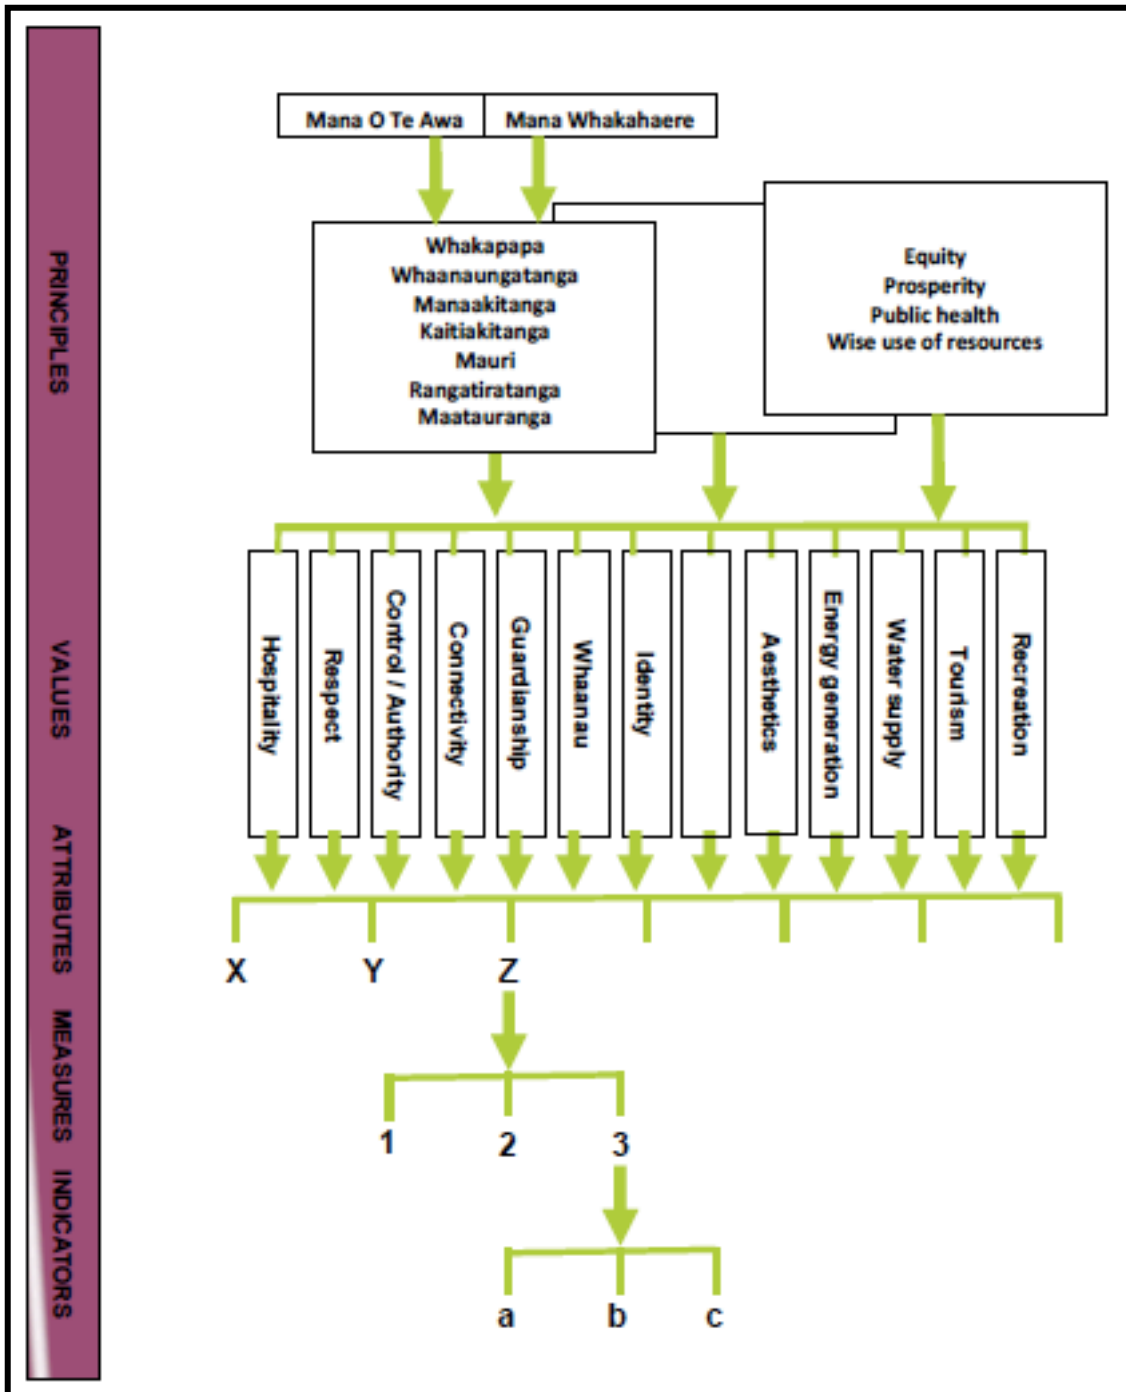 PRINCIPLES
VALUES
ATTRIBUTES
MEASURES
INDICATORS
Mana O Te Awa
Mana Whakahaere
Whakapapa
Whaanaungatanga
Manaakitanga
Kaitiakitanga
Mauri
Rangatiratanga
Maatauranga
Equity
Prosperity
Public health
Wise use of resources
Hospitality
Respect
Control / Authority
Connectivity
Guardianship
Whaanau
Identity
Aesthetics
Energy generation
Water supply
Tourism
Recreation
X
Y
Z
1
2
3
a
b
c